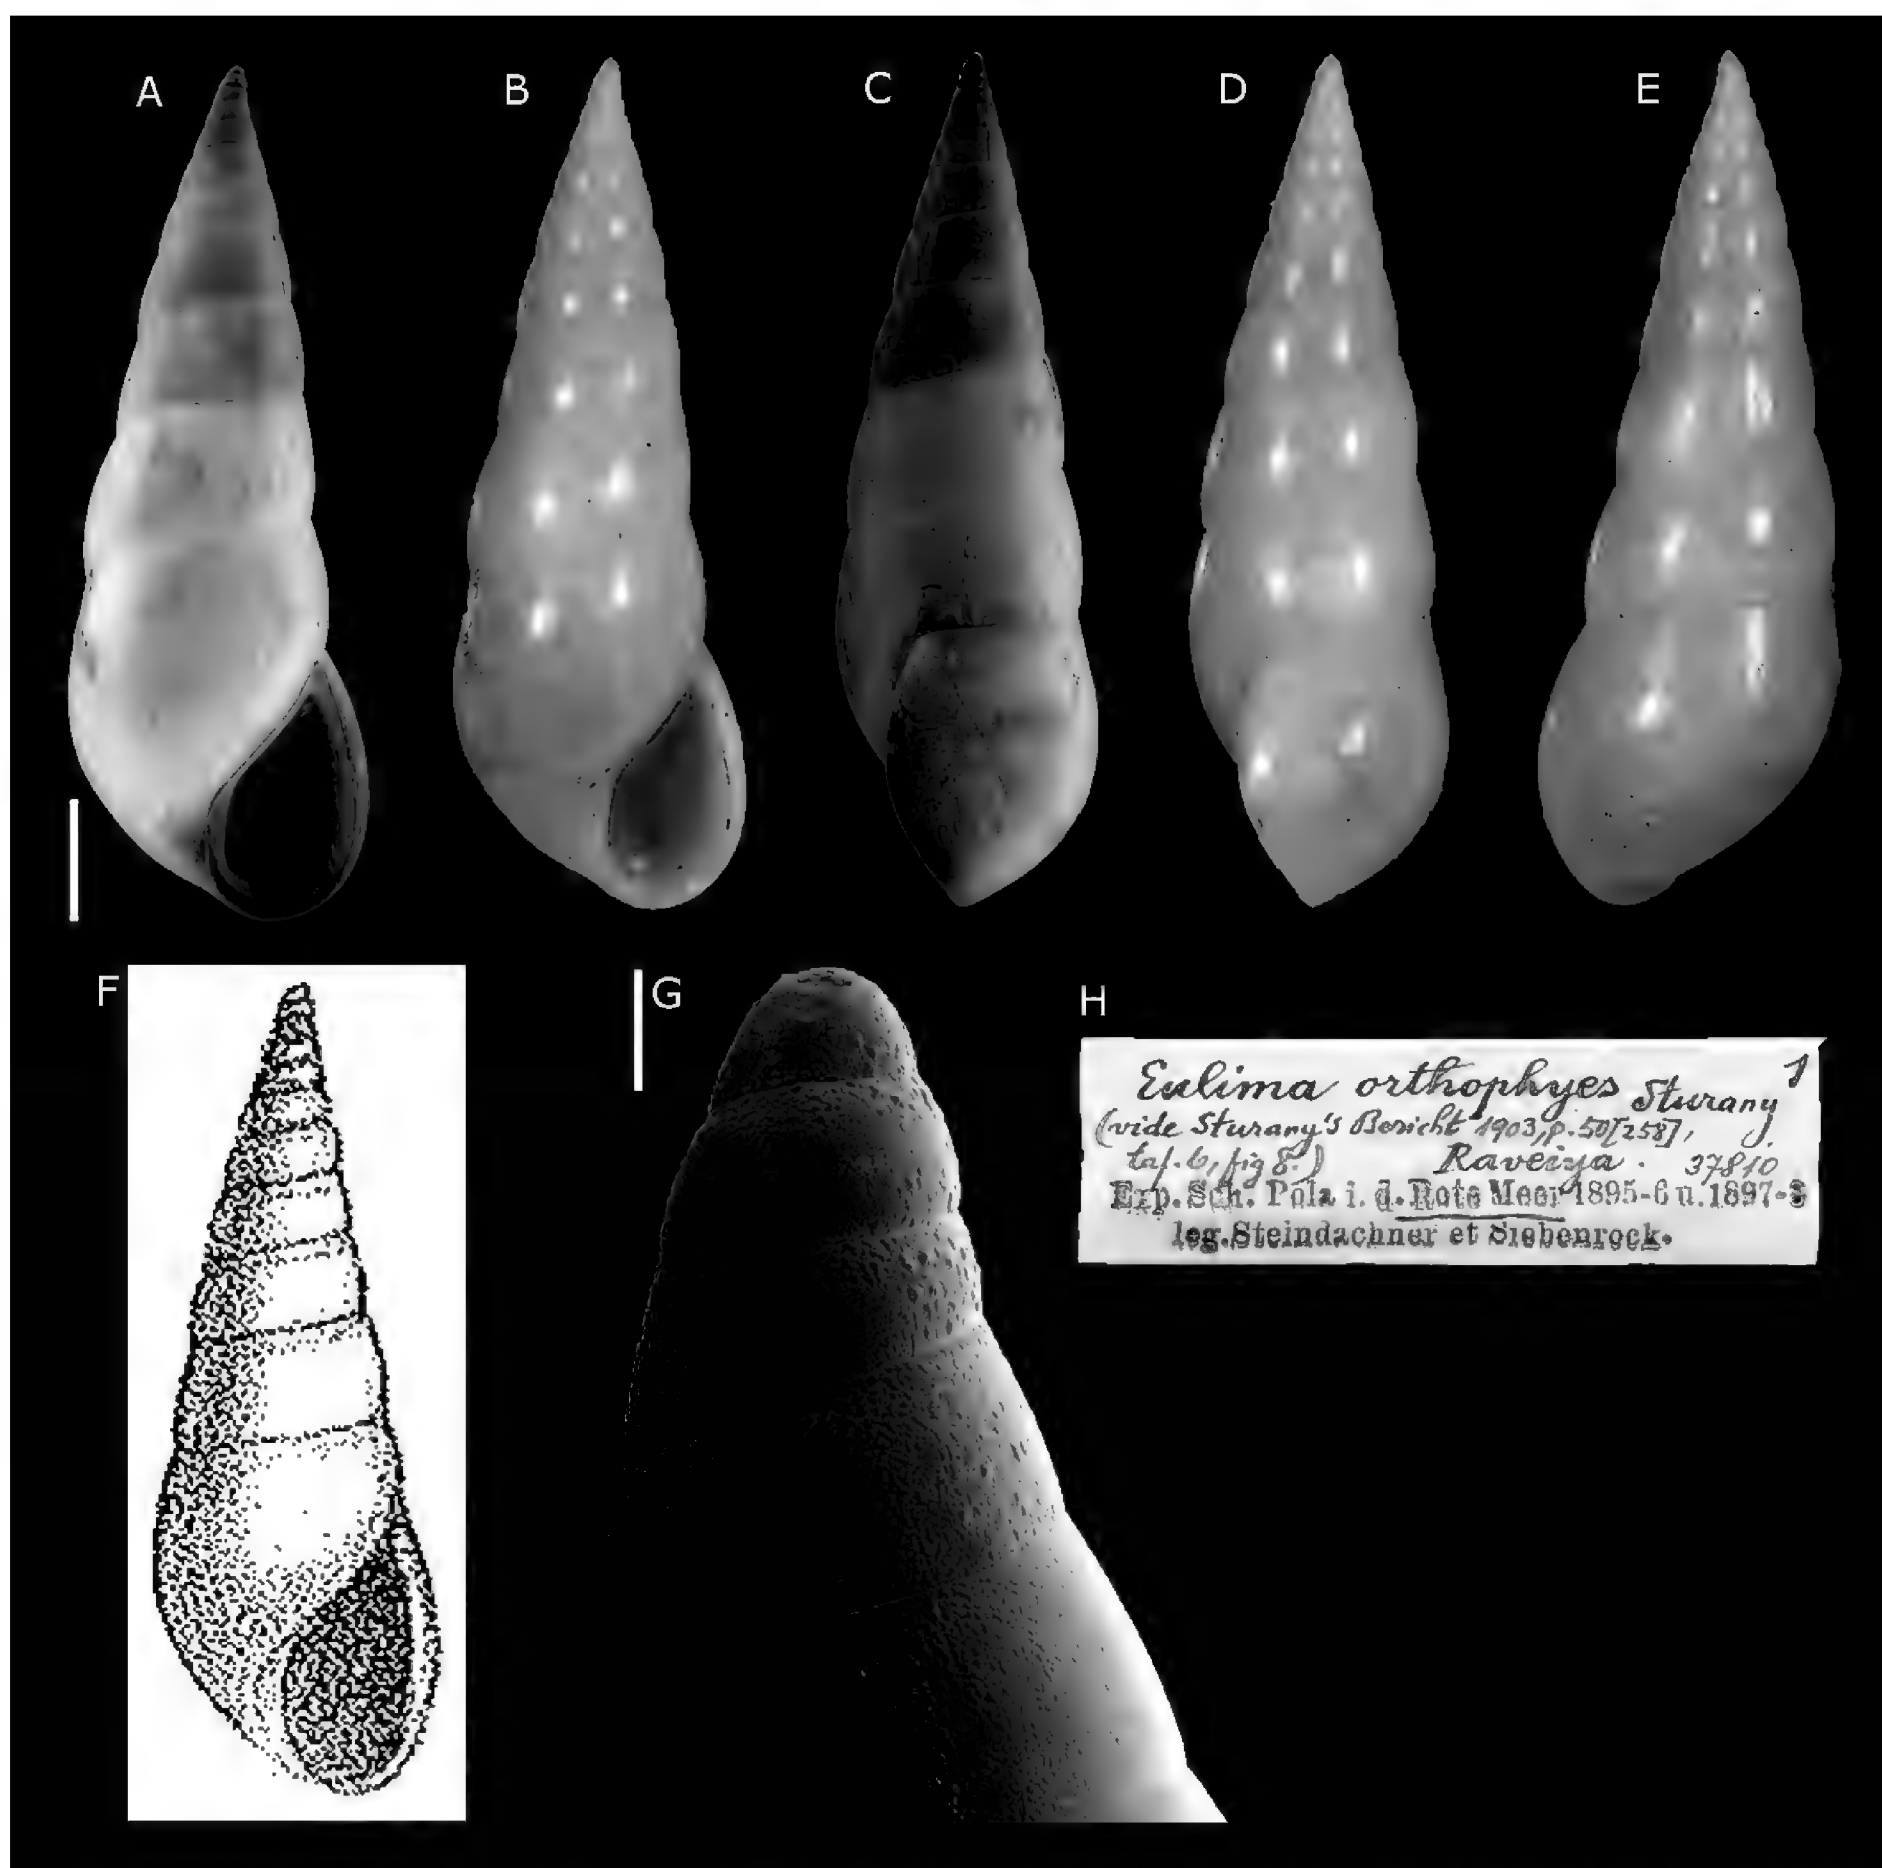 A
B
C
D
E
F
G
H
Eulima orthophyes Sturany 1
(vide Sturany's Bericht 1903, p. 50 [258],
taf. 6, fig 8.) Raveiya. 37810
Exp. Sch. Pola i. d. Rote Meer 1895-6 u. 1897-8
leg. Steindachner et Siebenrock.